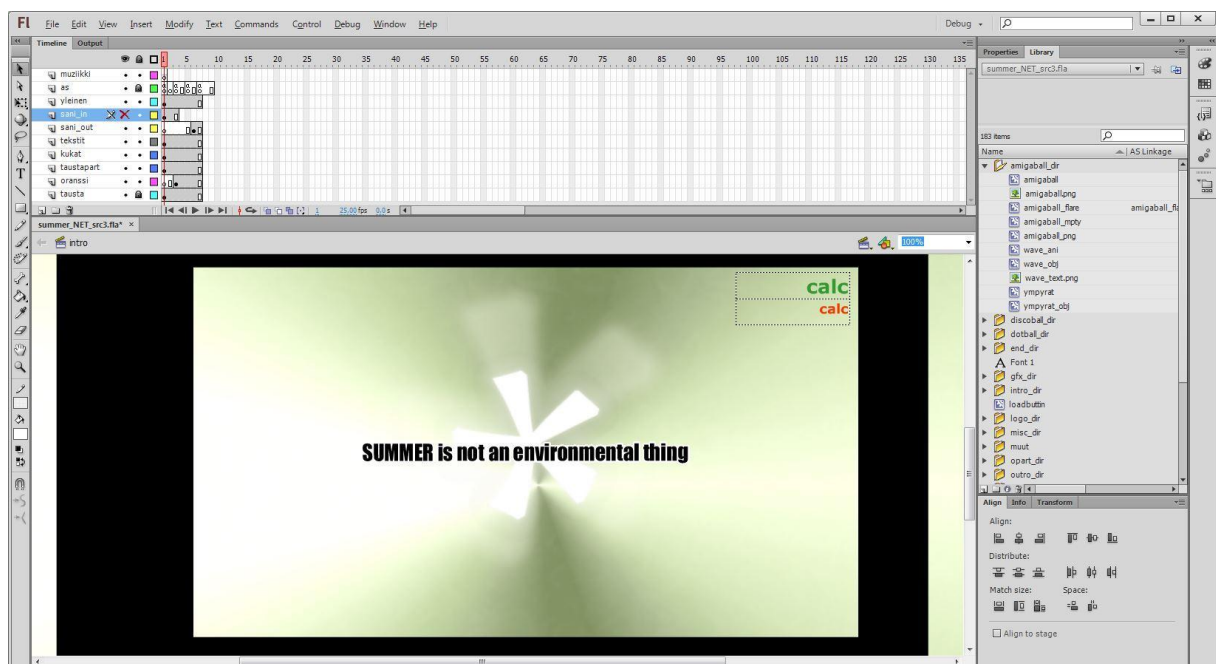 Fl File Edit View Insert Modify Text Commands Control Debug Window Help Debug
Timeline Output
1 5 10 15 20 25 30 35 40 45 50 55 60 65 70 75 80 85 90 95 100 105 110 115 120 125 130 135
muziikki
as
yleinen
sani_in
sani_out
tekstit
kukat
taustapart
oranssi
tausta
1 25,00 fps 0,0 s
summer_NET_src3.fla* ×
intro 100%
calc
calc
SUMMER is not an environmental thing
Properties Library
summer_NET_src3.fla
183 items
Name AS Linkage
amigaball_dir
amigaball
amigaball.png
amigaball_flare amigaball_fla
amigaball_mpty
amigaball_png
wave_ani
wave_obj
wave_text.png
ympyrat
ympyrat_obj
discoball_dir
dotball_dir
end_dir
A Font 1
gfx_dir
intro_dir
loadbuttin
logo_dir
misc_dir
muut
opart_dir
outro_dir
Align Info Transform
Align:
Distribute:
Match size: Space:
Align to stage